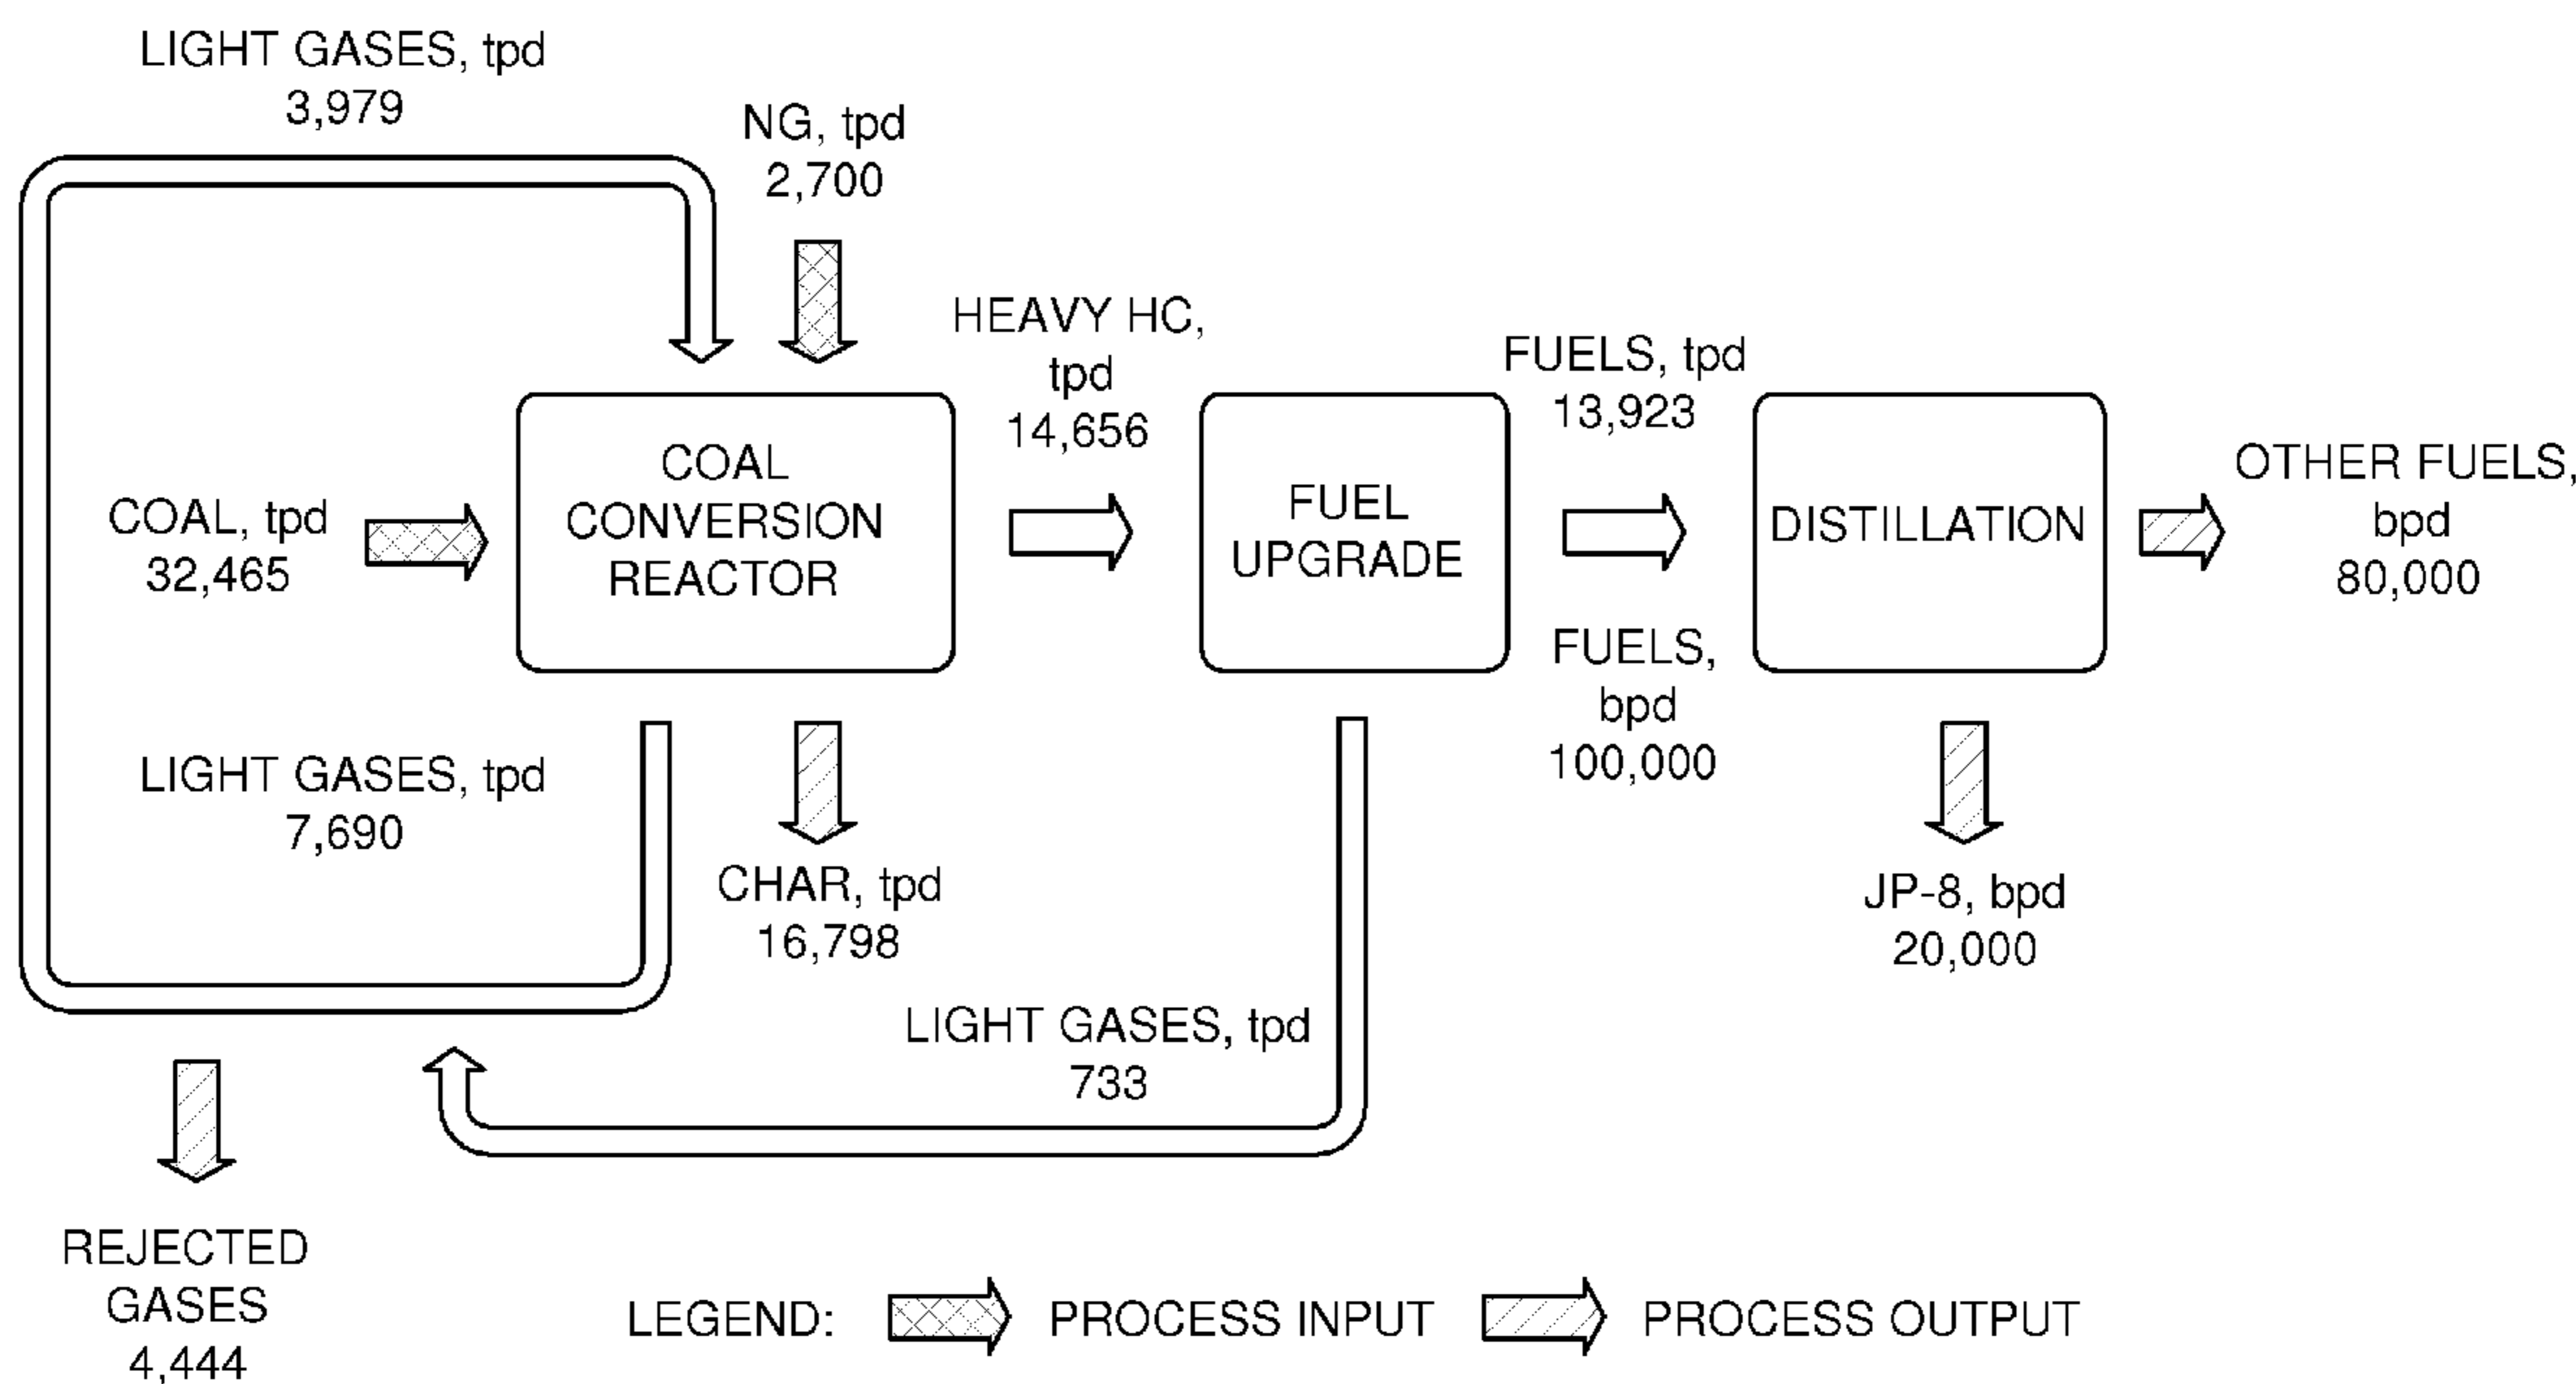 LIGHT GASES, tpd
3,979
NG, tpd
2,700
HEAVY HC,
tpd
14,656
FUELS, tpd
13,923
COAL, tpd
32,465
COAL
CONVERSION
REACTOR
FUEL
UPGRADE
DISTILLATION
OTHER FUELS,
bpd
80,000
FUELS,
bpd
100,000
LIGHT GASES, tpd
7,690
CHAR, tpd
16,798
JP-8, bpd
20,000
LIGHT GASES, tpd
733
REJECTED
GASES
4,444
LEGEND:
PROCESS INPUT
PROCESS OUTPUT